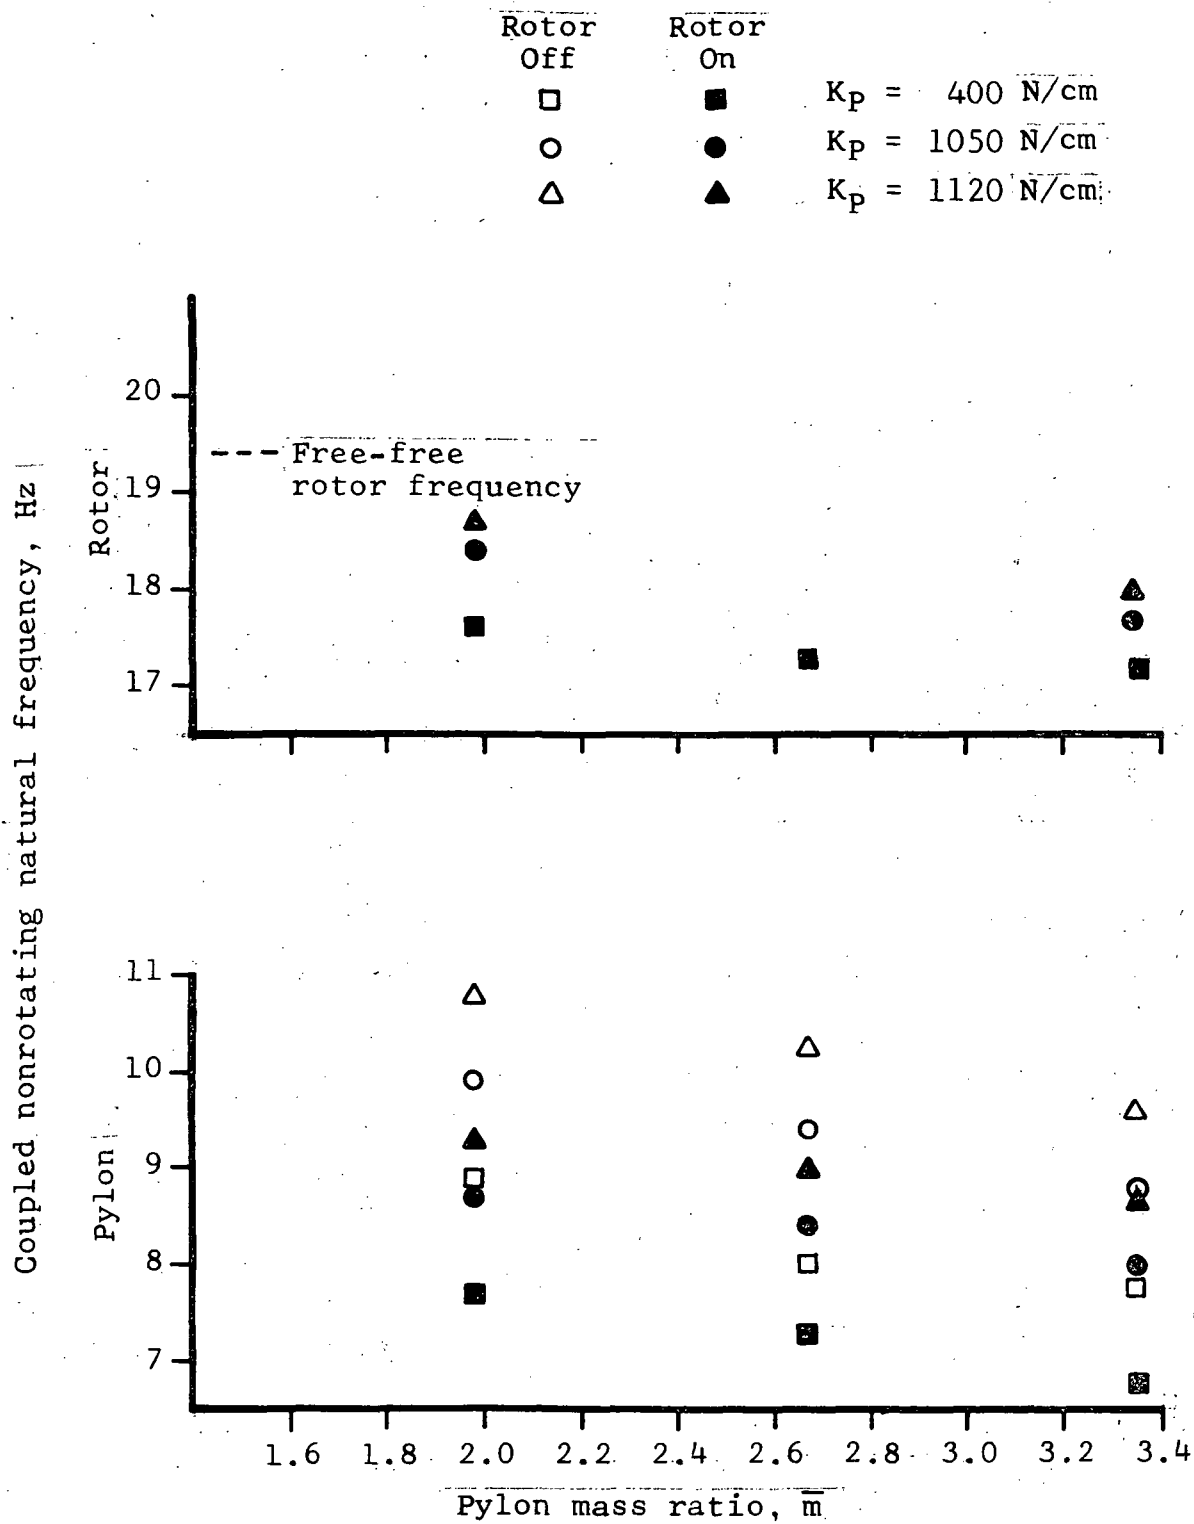 Rotor Rotor
Off On
K_P = 400 N/cm
K_P = 1050 N/cm
K_P = 1120 N/cm
20
Free-free
19
rotor frequency
18
17
Rotor
Coupled nonrotating natural frequency, Hz
11
10
9
8
7
Pylon
1.6 1.8 2.0 2.2 2.4 2.6 2.8 3.0 3.2 3.4
Pylon mass ratio, m̅